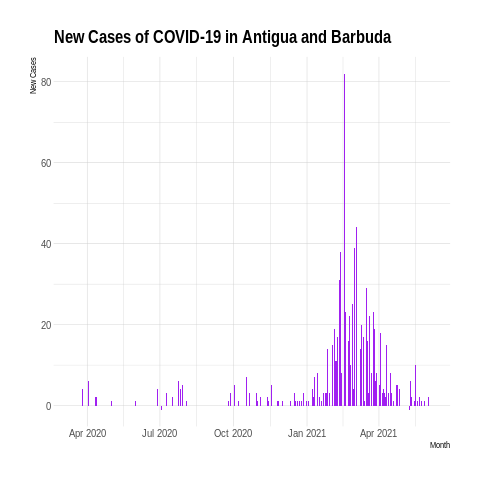 New Cases of COVID-19 in Antigua and Barbuda
New Cases
80
60
40
20
0
Apr 2020 Jul 2020 Oct 2020 Jan 2021 Apr 2021
Month